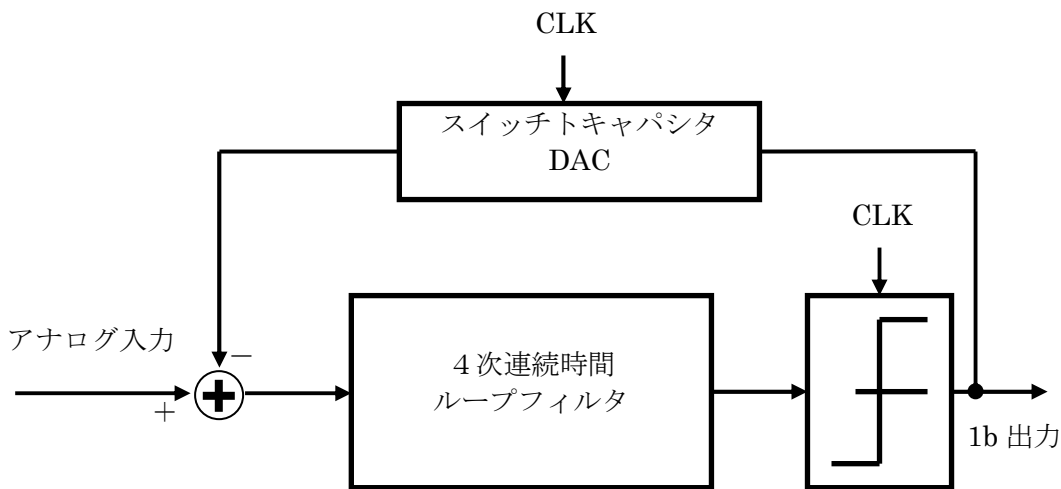 CLK
スイッチトキャパシタ
DAC
CLK
アナログ入力
−
+
４次連続時間
ループフィルタ
1b 出力